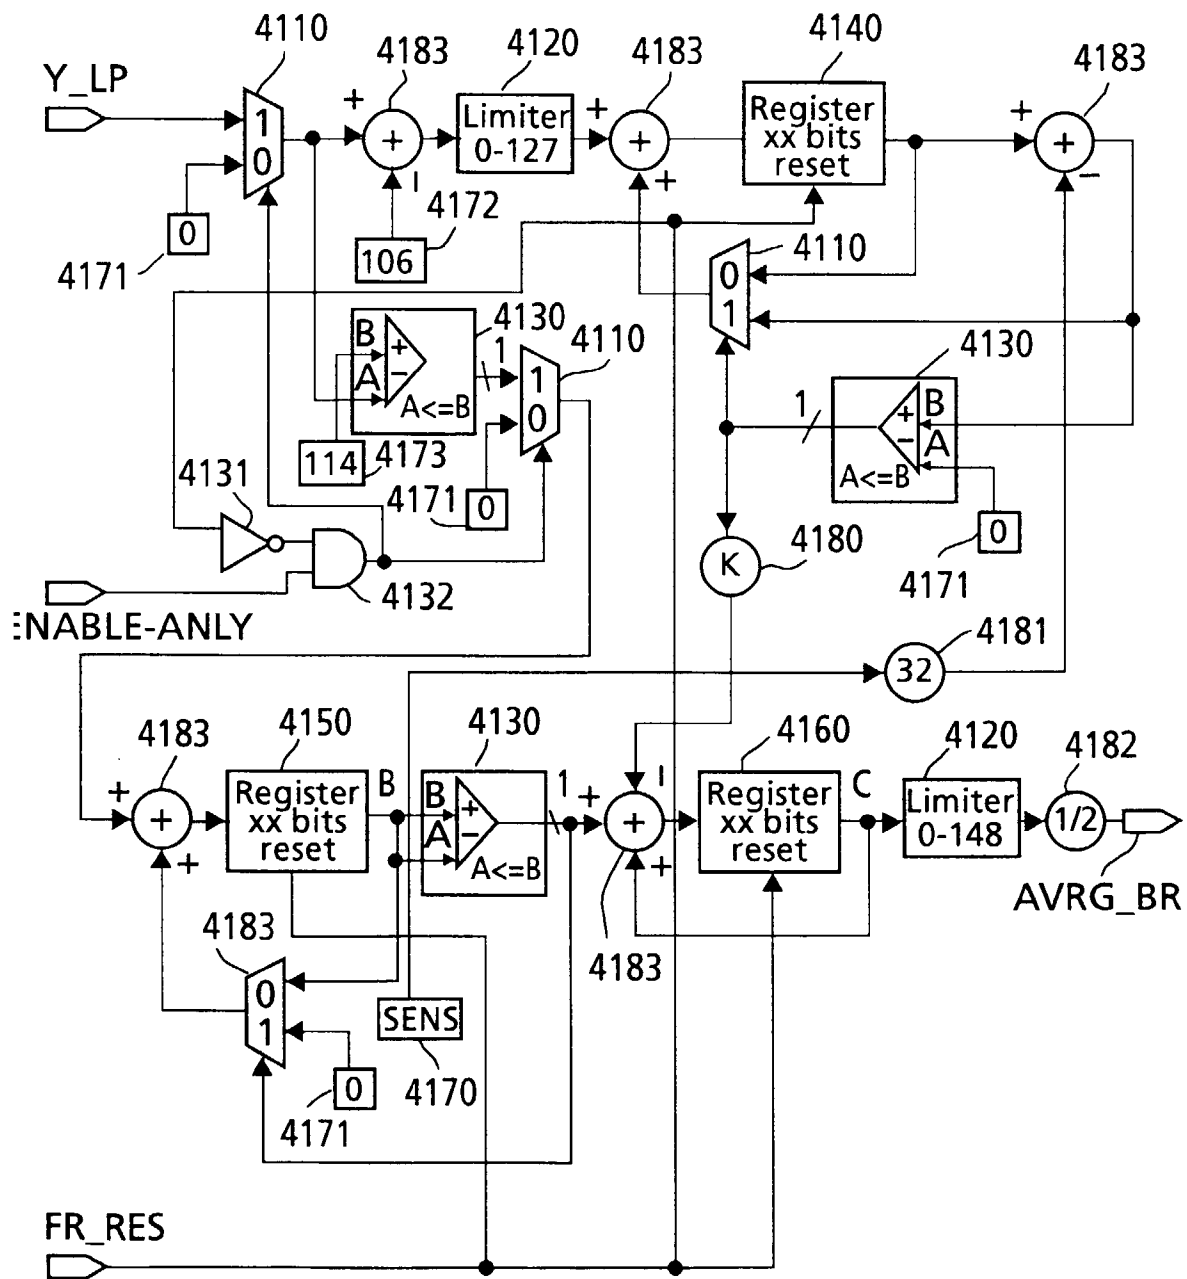 4110
4183
4120
4183
4140
4183
Y_LP
+
1
0
+
+
Limiter
0-127
+
+
+
Register
xx bits
reset
+
+
−
0
4171
106
4172
4110
0
1
4130
B
A
+
−
A<=B
1
4110
1
0
114
4173
4171
0
4130
1
B
A
+
−
A<=B
0
4171
4131
4132
ENABLE-ANLY
K
4180
32
4181
4183
+
+
+
4150
Register
xx bits
reset
B
4130
B
A
+
−
A<=B
1
+
+
+
4183
4160
Register
xx bits
reset
C
4120
Limiter
0-148
4182
1/2
AVRG_BR
4183
0
1
0
4171
SENS
4170
FR_RES